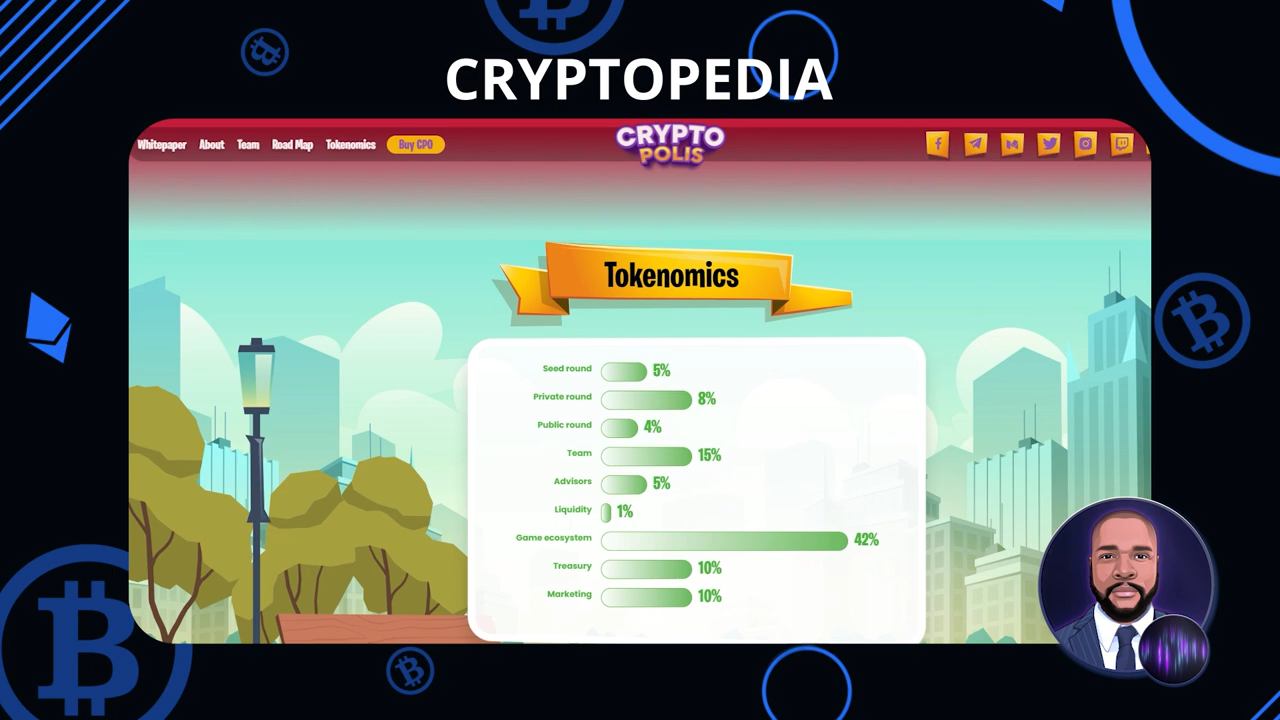 CRYPTOPEDIA
Whitepaper About Team Road Map Tokenomics Buy CPO
CRYPTO
POLIS
Tokenomics
Seed round 5%
Private round 8%
Public round 4%
Team 15%
Advisors 5%
Liquidity 1%
Game ecosystem 42%
Treasury 10%
Marketing 10%